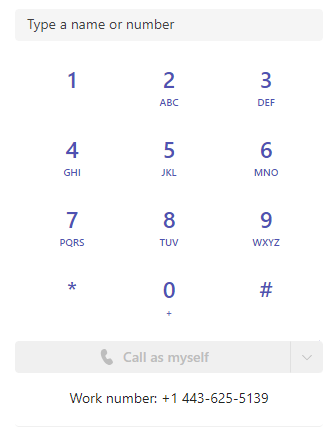 Type a name or number
1 2 3
ABC DEF
4 5 6
GHI JKL MNO
7 8 9
PQRS TUV WXYZ
* 0 #
+
Call as myself
Work number: +1 443-625-5139